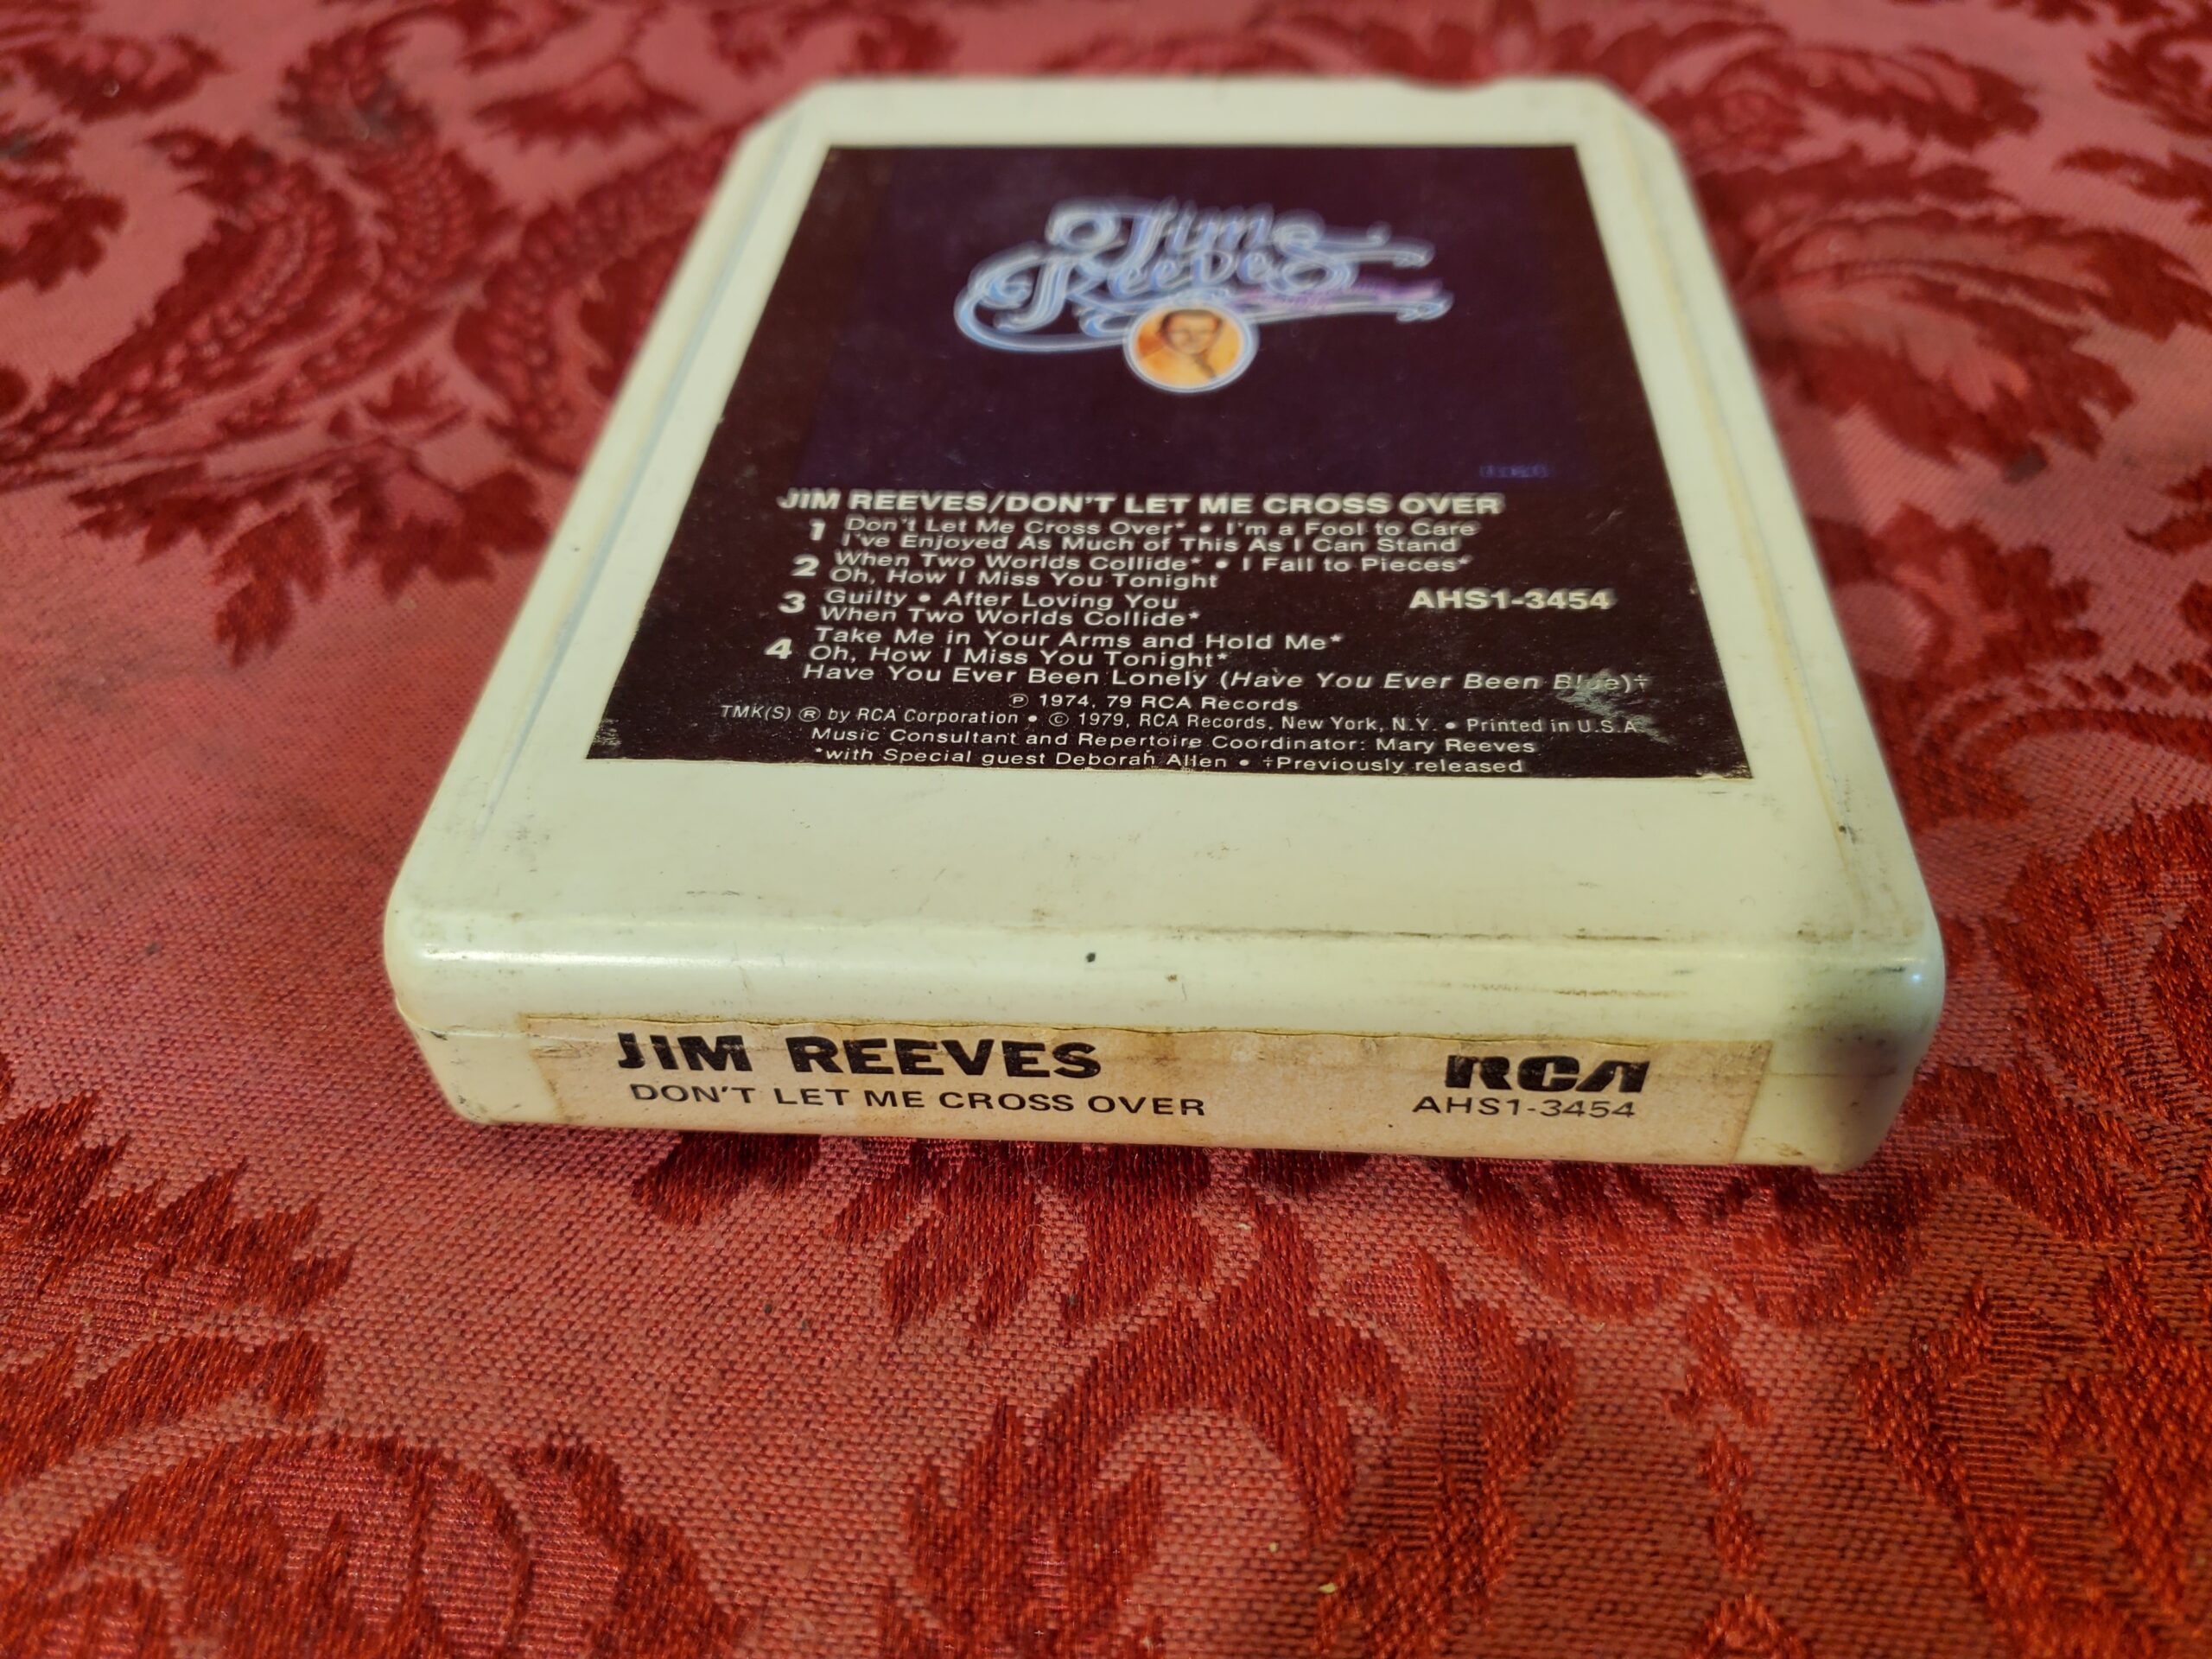 Jim
Reeves
JIM REEVES/DON'T LET ME CROSS OVER
1 Don't Let Me Cross Over* • I'm a Fool to Care
I've Enjoyed As Much of This As I Can Stand
2 When Two Worlds Collide* • I Fall to Pieces*
Oh, How I Miss You Tonight
AHS1-3454
3 Guilty • After Loving You
When Two Worlds Collide*
4 Take Me in Your Arms and Hold Me*
Oh, How I Miss You Tonight*
Have You Ever Been Lonely (Have You Ever Been Blue)†
℗ 1974, 79 RCA Records
TMK(S) ® by RCA Corporation • © 1979, RCA Records, New York, N.Y. • Printed in U.S.A.
Music Consultant and Repertoire Coordinator: Mary Reeves
*with Special guest Deborah Allen • †Previously released
JIM REEVES
DON'T LET ME CROSS OVER
RCA
AHS1-3454